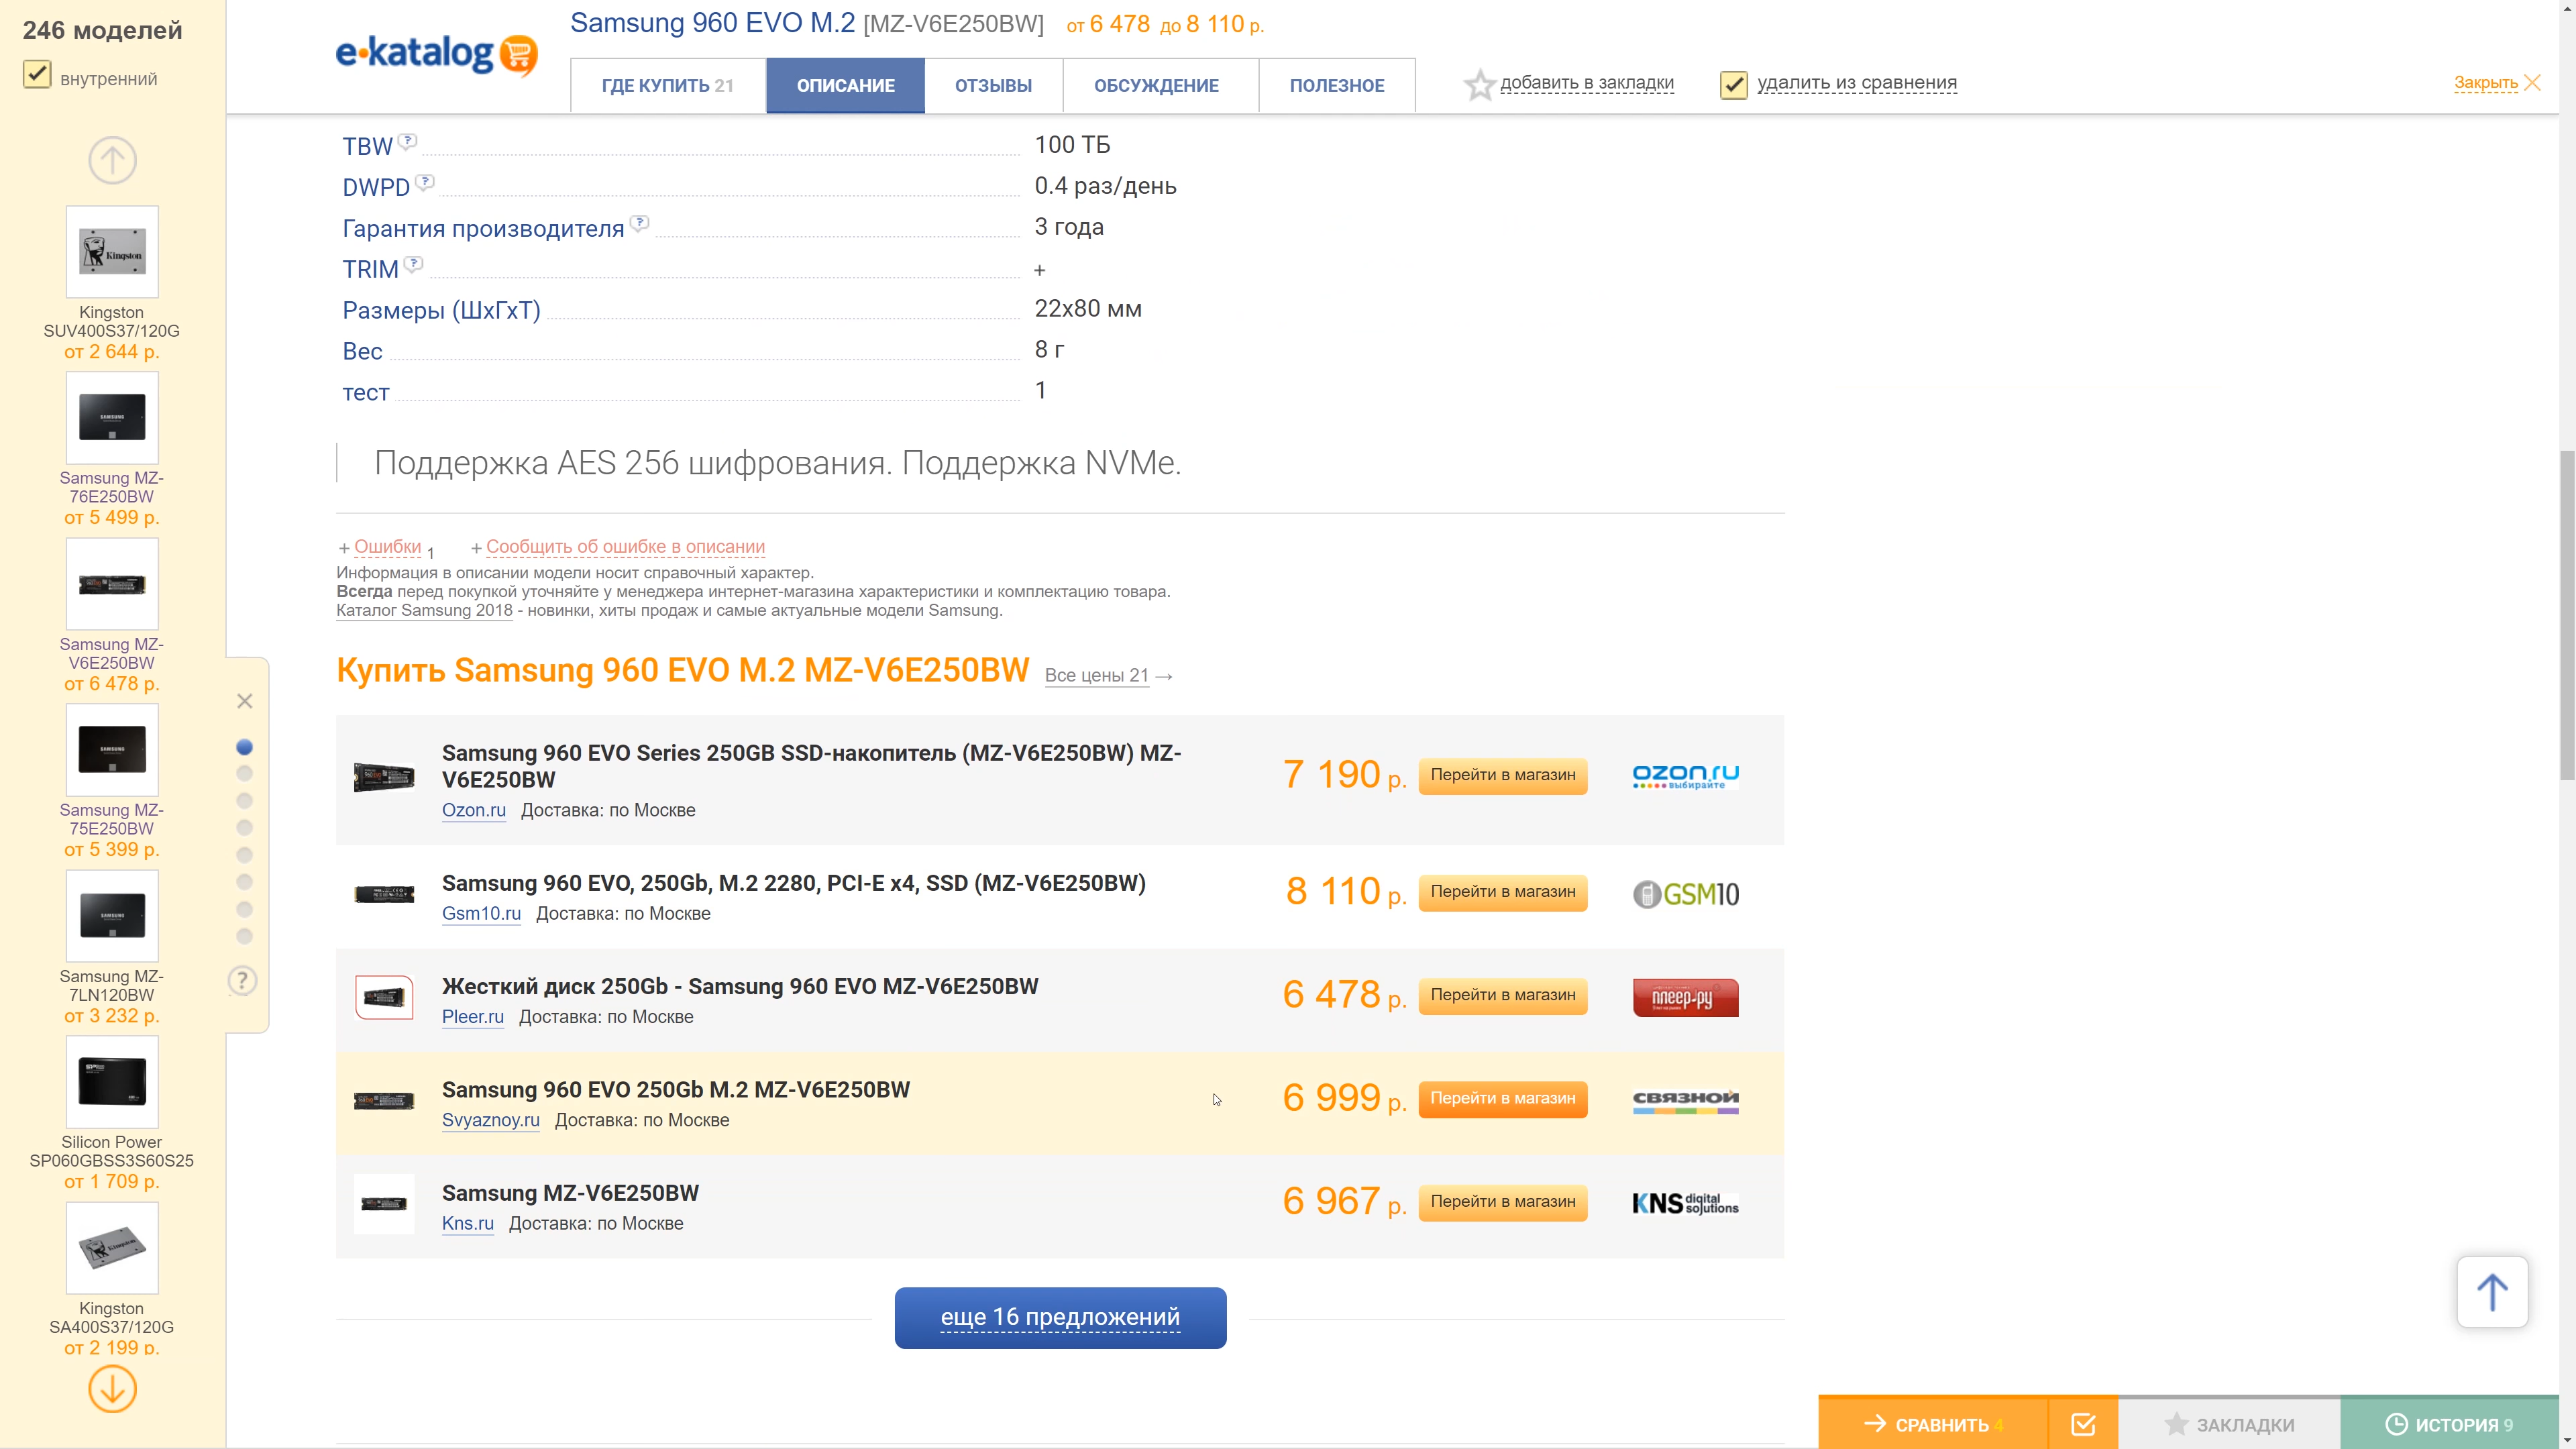 246 моделей
внутренний
Kingston
SUV400S37/120G
от 2 644 р.
Samsung MZ-
76E250BW
от 5 499 р.
Samsung MZ-
V6E250BW
от 6 478 р.
Samsung MZ-
75E250BW
от 5 399 р.
Samsung MZ-
7LN120BW
от 3 232 р.
Silicon Power
SP060GBSS3S60S25
от 1 709 р.
Kingston
SA400S37/120G
от 2 199 р.
e-katalog
Samsung 960 EVO M.2 [MZ-V6E250BW] от 6 478 до 8 110 р.
ГДЕ КУПИТЬ 21 ОПИСАНИЕ ОТЗЫВЫ ОБСУЖДЕНИЕ ПОЛЕЗНОЕ
добавить в закладки удалить из сравнения Закрыть
TBW 100 ТБ
DWPD 0.4 раз/день
Гарантия производителя 3 года
TRIM +
Размеры (ШхГхТ) 22x80 мм
Вес 8 г
тест 1
Поддержка AES 256 шифрования. Поддержка NVMe.
+ Ошибки 1 + Сообщить об ошибке в описании
Информация в описании модели носит справочный характер.
Всегда перед покупкой уточняйте у менеджера интернет-магазина характеристики и комплектацию товара.
Каталог Samsung 2018 - новинки, хиты продаж и самые актуальные модели Samsung.
Купить Samsung 960 EVO M.2 MZ-V6E250BW Все цены 21 →
Samsung 960 EVO Series 250GB SSD-накопитель (MZ-V6E250BW) MZ-
V6E250BW
Ozon.ru Доставка: по Москве
7 190 р. Перейти в магазин
ozon.ru
выбирайте
Samsung 960 EVO, 250Gb, M.2 2280, PCI-E x4, SSD (MZ-V6E250BW)
Gsm10.ru Доставка: по Москве
8 110 р. Перейти в магазин
GSM10
Жесткий диск 250Gb - Samsung 960 EVO MZ-V6E250BW
Pleer.ru Доставка: по Москве
6 478 р. Перейти в магазин
плеер.ру
Samsung 960 EVO 250Gb M.2 MZ-V6E250BW
Svyaznoy.ru Доставка: по Москве
6 999 р. Перейти в магазин
связной
Samsung MZ-V6E250BW
Kns.ru Доставка: по Москве
6 967 р. Перейти в магазин
KNS digital
solutions
еще 16 предложений
СРАВНИТЬ 4 ЗАКЛАДКИ ИСТОРИЯ 9